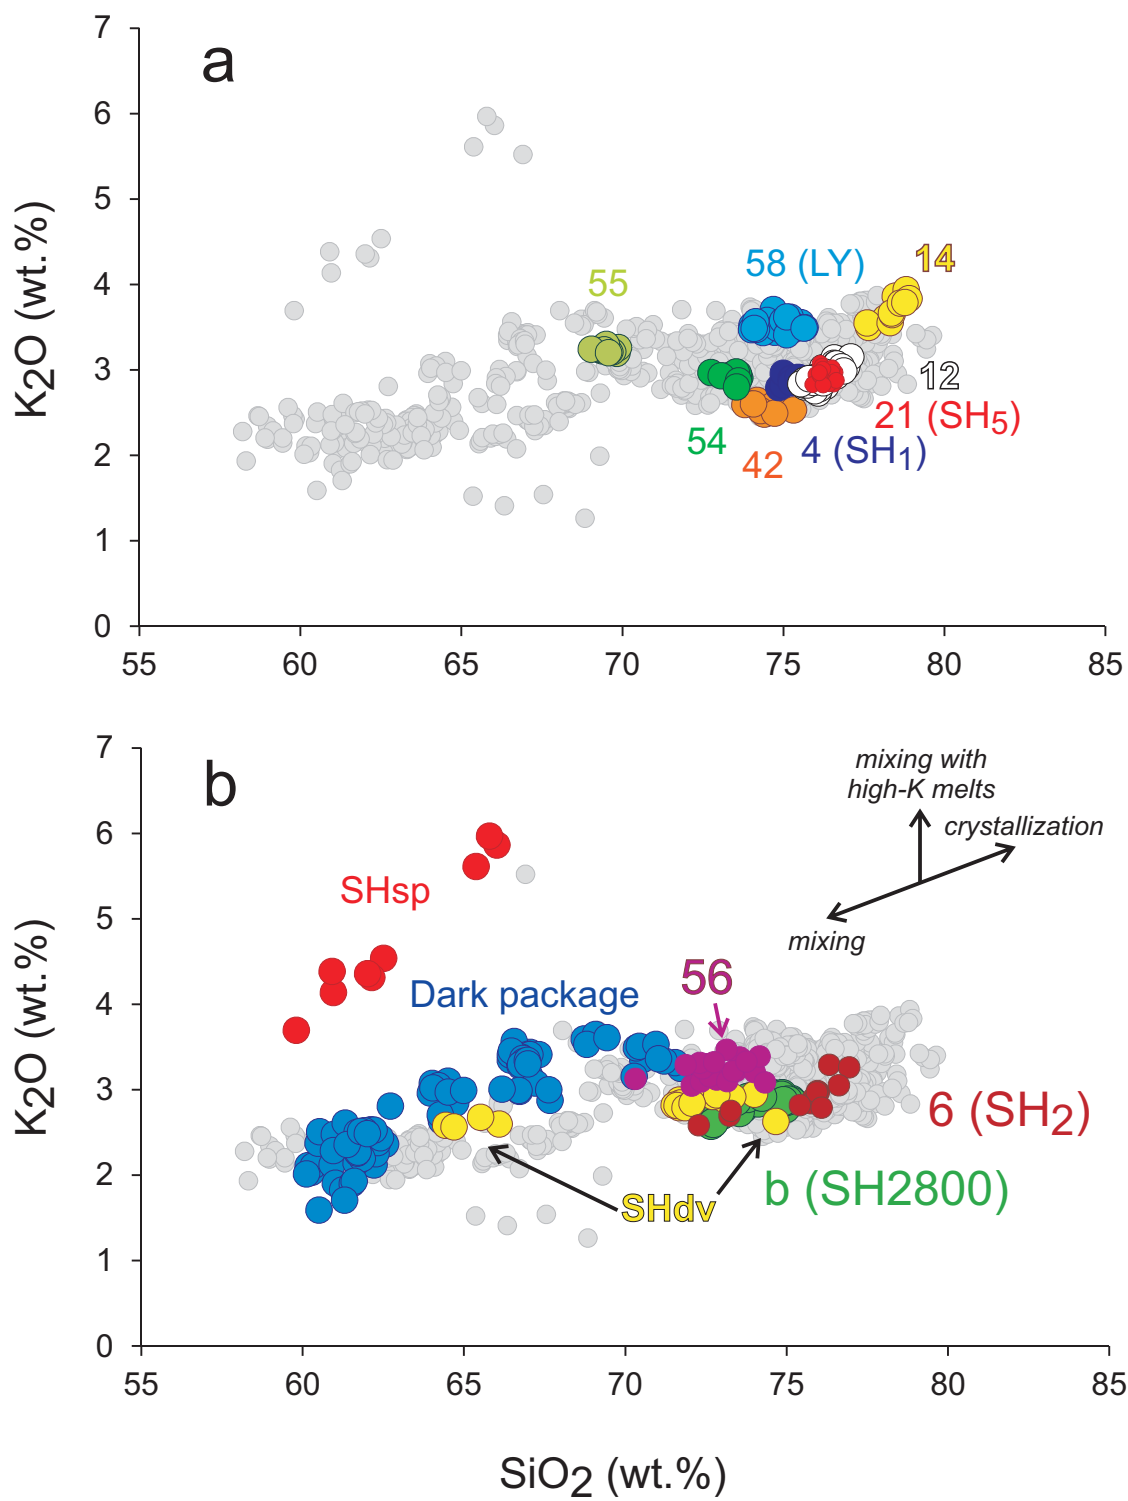 7
a
6
5
4
3
2
1
0
K2O (wt.%)
55
58 (LY)
14
12
21 (SH5)
54
42
4 (SH1)
55 60 65 70 75 80 85
7
b
6
5
4
3
2
1
0
K2O (wt.%)
mixing with
high-K melts
crystallization
mixing
SHsp
Dark package
56
6 (SH2)
b (SH2800)
SHdv
55 60 65 70 75 80 85
SiO2 (wt.%)